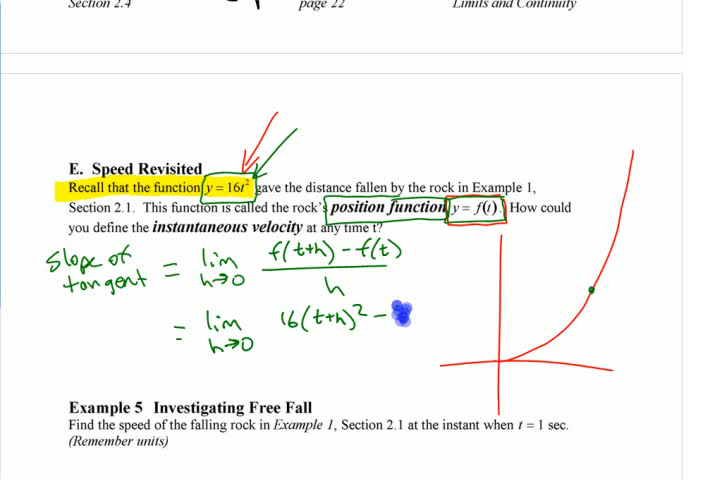 Section 2.4 page 22 Limits and Continuity
E. Speed Revisited
Recall that the function y = 16t² gave the distance fallen by the rock in Example 1,
Section 2.1. This function is called the rock's position function y = f(t). How could
you define the instantaneous velocity at any time t?
slope of tangent = lim h→0 f(t+h) - f(t) / h
= lim h→0 16(t+h)² -
Example 5 Investigating Free Fall
Find the speed of the falling rock in Example 1, Section 2.1 at the instant when t = 1 sec.
(Remember units)